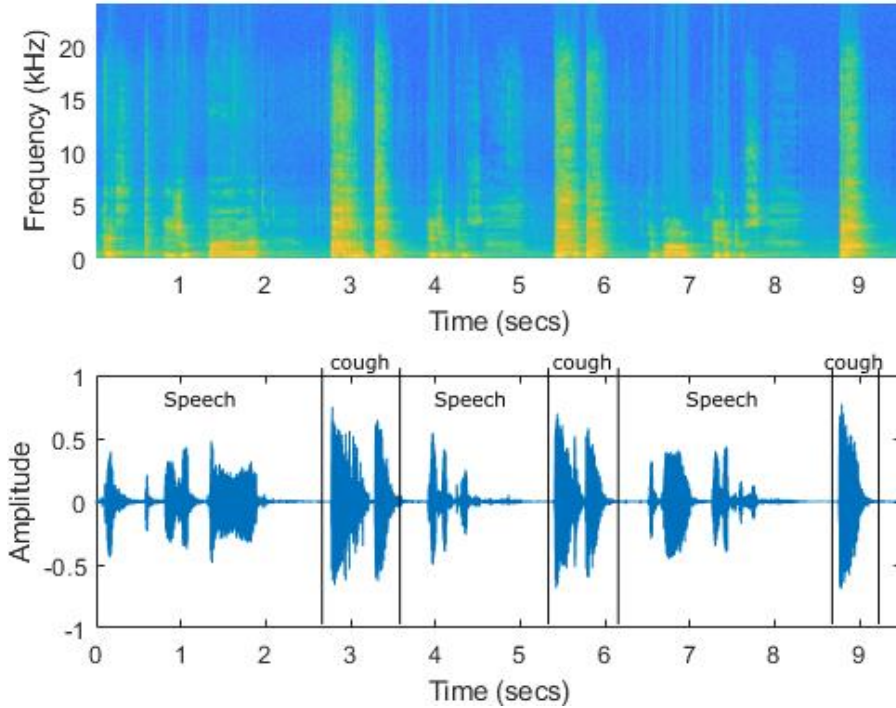 Frequency (kHz)
20
15
10
5
0
1 2 3 4 5 6 7 8 9
Time (secs)
cough cough cough
Speech Speech Speech
Amplitude
1
0.5
0
-0.5
-1
0 1 2 3 4 5 6 7 8 9
Time (secs)